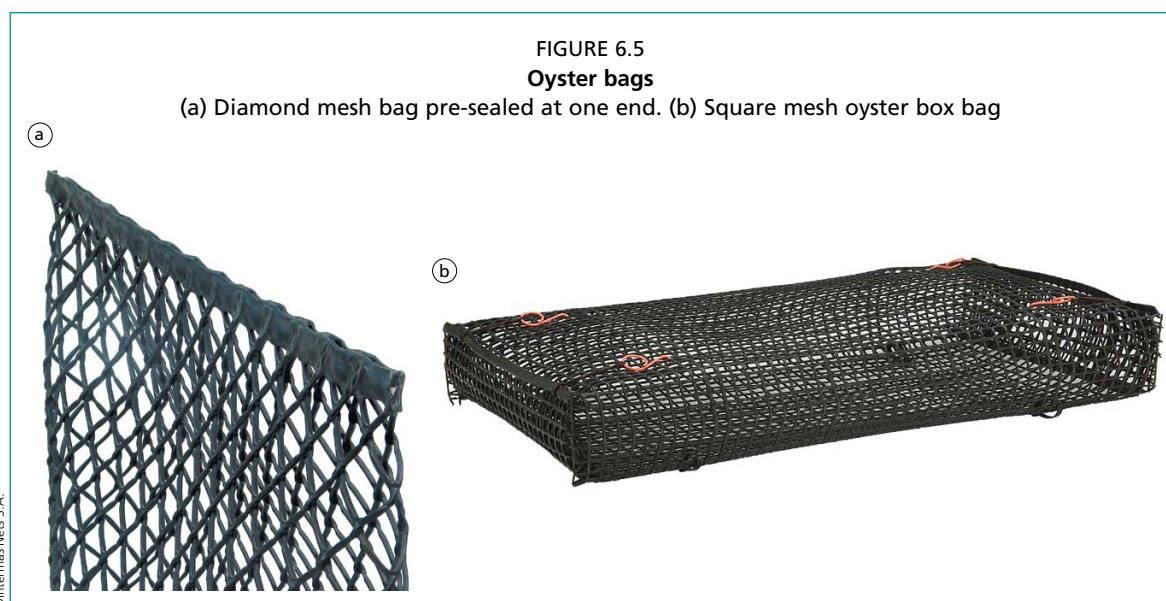 FIGURE 6.5
Oyster bags
(a) Diamond mesh bag pre-sealed at one end. (b) Square mesh oyster box bag
a
b